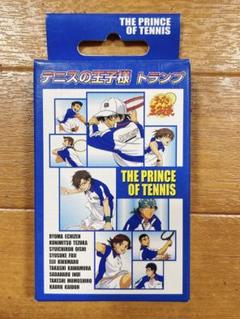 THE PRINCE
OF TENNIS
テニスの王子様 トランプ
THE PRINCE
OF TENNIS
RYOMA ECHIZEN
KUNIMITSU TEZUKA
SYUICHIROH OISHI
SYUSUKE FUJI
EIJI KIKUMARU
TAKASHI KAWAMURA
SADAHARU INUI
TAKESHI MOMOSHIRO
KAORU KAIDOH